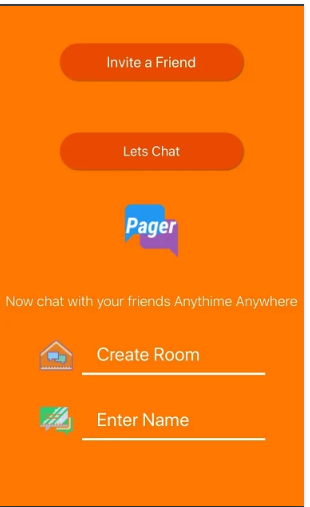 Invite a Friend
Lets Chat
Pager
Now chat with your friends Anythime Anywhere
Create Room
Enter Name